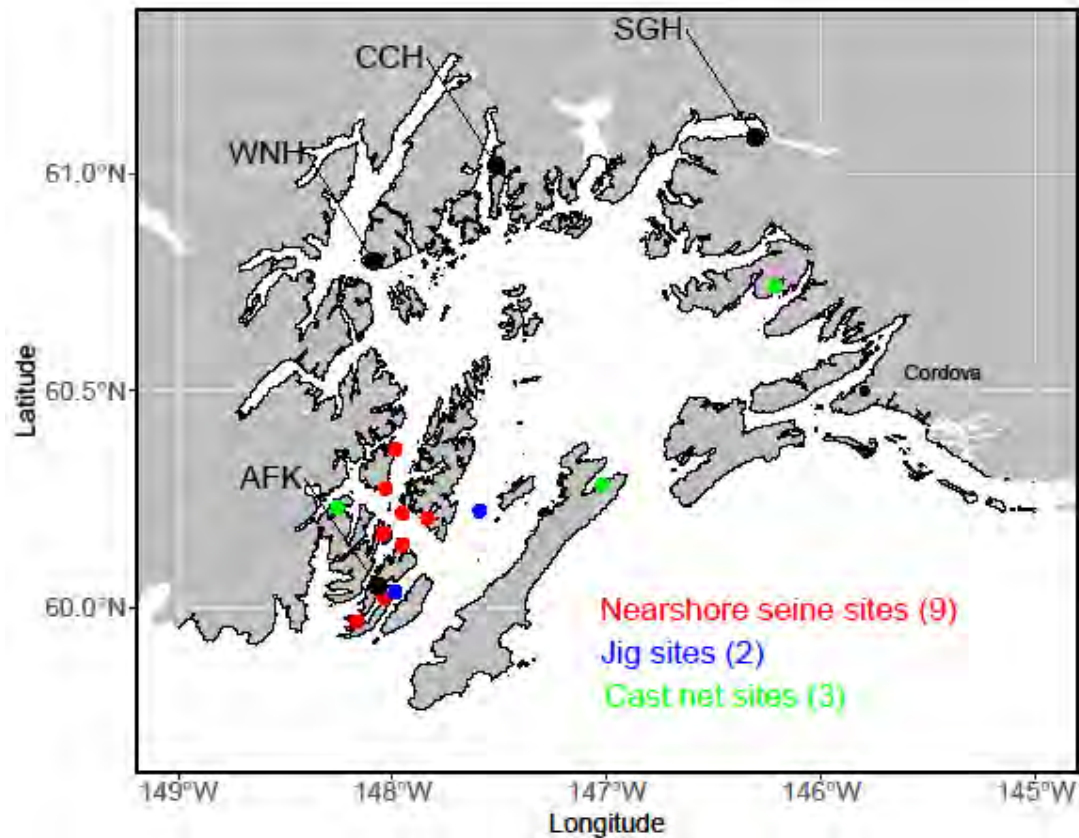 SGH
CCH
WNH
61.0°N
Latitude
60.5°N
Cordova
AFK
60.0°N
Nearshore seine sites (9)
Jig sites (2)
Cast net sites (3)
149°W 148°W 147°W 146°W 145°W
Longitude